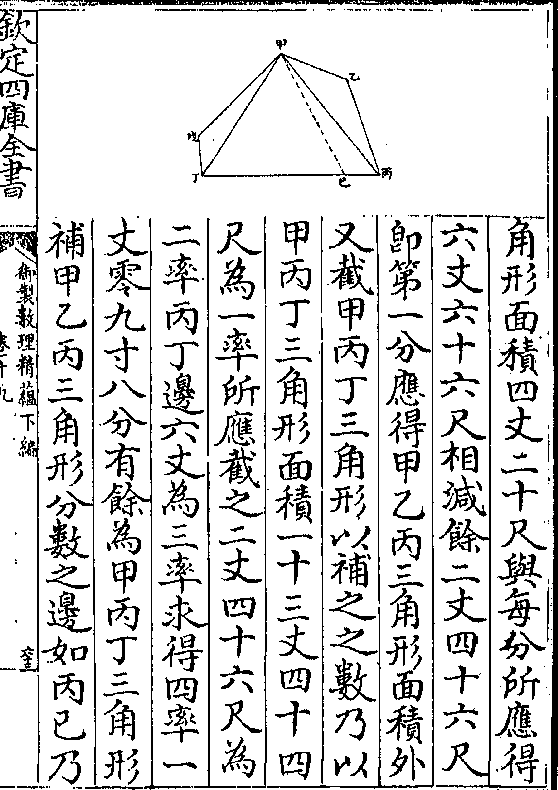 甲
乙
戊
丁
巳
丙
角形面積四丈二十尺與每分所應得
六丈六十六尺相減餘二丈四十六尺
即第一分應得甲乙丙三角形面積外
又截甲丙丁三角形以補之之數乃以
甲丙丁三角形面積一十三丈四十四
尺為一率所應截之二丈四十六尺為
二率丙丁邊六丈為三率求得四率一
丈零九寸八分有餘為甲丙丁三角形
補甲乙丙三角形分數之邊如丙巳乃
欽定四庫全書
御製數理精蘊下編